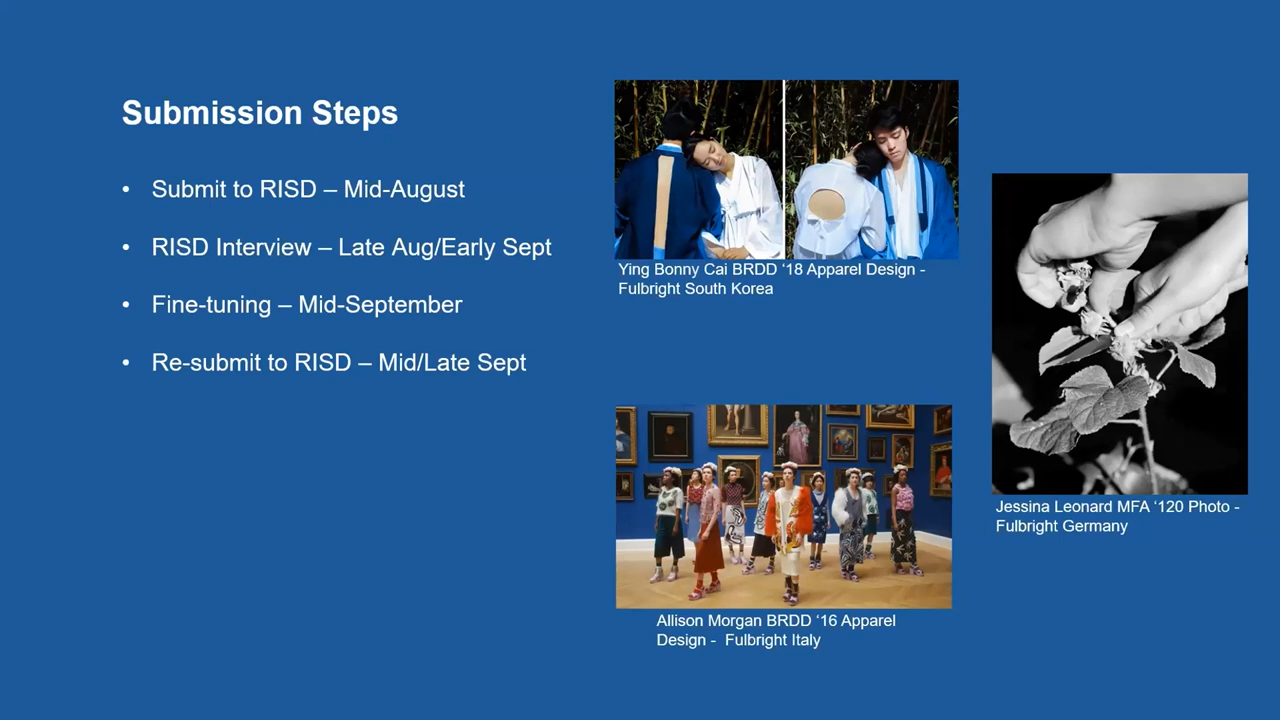 Submission Steps
• Submit to RISD – Mid-August
• RISD Interview – Late Aug/Early Sept
• Fine-tuning – Mid-September
• Re-submit to RISD – Mid/Late Sept
Ying Bonny Cai BRDD ‘18 Apparel Design -
Fulbright South Korea
Jessina Leonard MFA ‘120 Photo -
Fulbright Germany
Allison Morgan BRDD ‘16 Apparel
Design -  Fulbright Italy